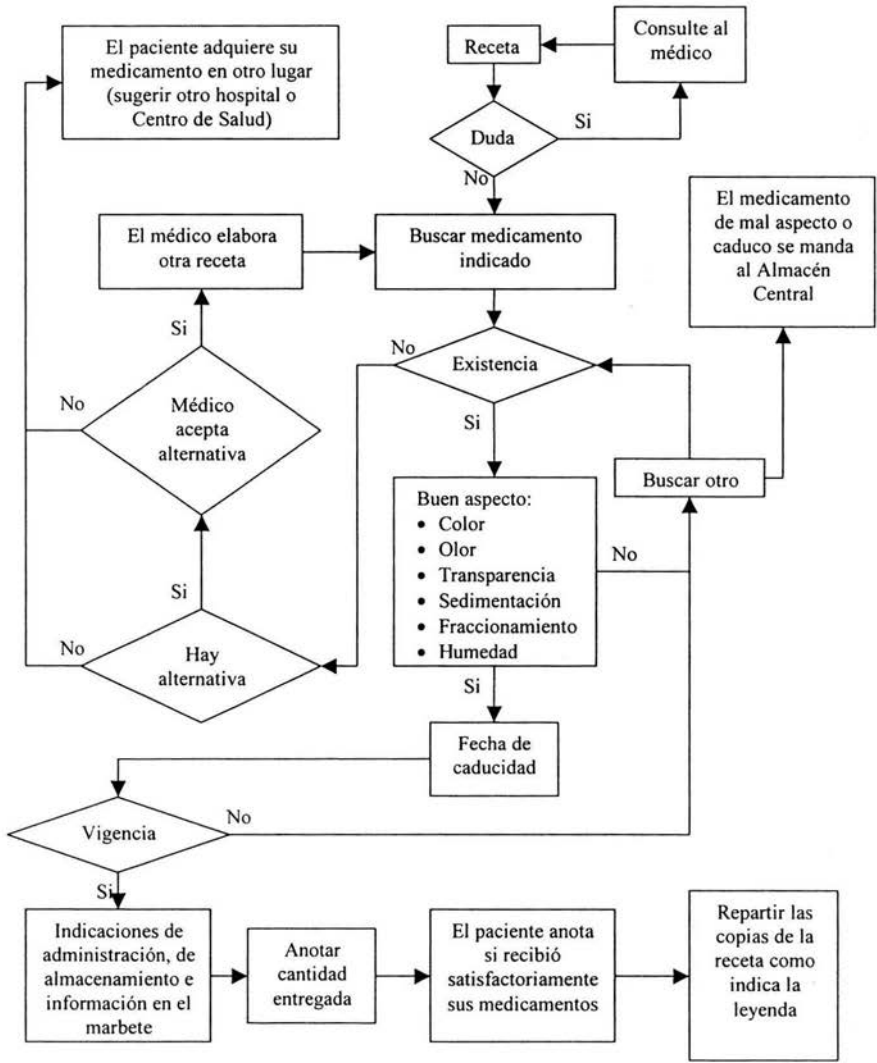 El paciente adquiere su
medicamento en otro lugar
(sugerir otro hospital o
Centro de Salud)
Receta
Consulte al
médico
Duda
Si
No
El medicamento
de mal aspecto o
caduco se manda
al Almacén
Central
El médico elabora
otra receta
Buscar medicamento
indicado
Si
No
Existencia
No
Médico
acepta
alternativa
Si
Buscar otro
Buen aspecto:
• Color
• Olor
• Transparencia
• Sedimentación
• Fraccionamiento
• Humedad
No
Si
No
Hay
alternativa
Si
Fecha de
caducidad
Vigencia
No
Si
Indicaciones de
administración, de
almacenamiento e
información en el
marbete
Anotar
cantidad
entregada
El paciente anota
si recibió
satisfactoriamente
sus medicamentos
Repartir las
copias de la
receta como
indica la
leyenda